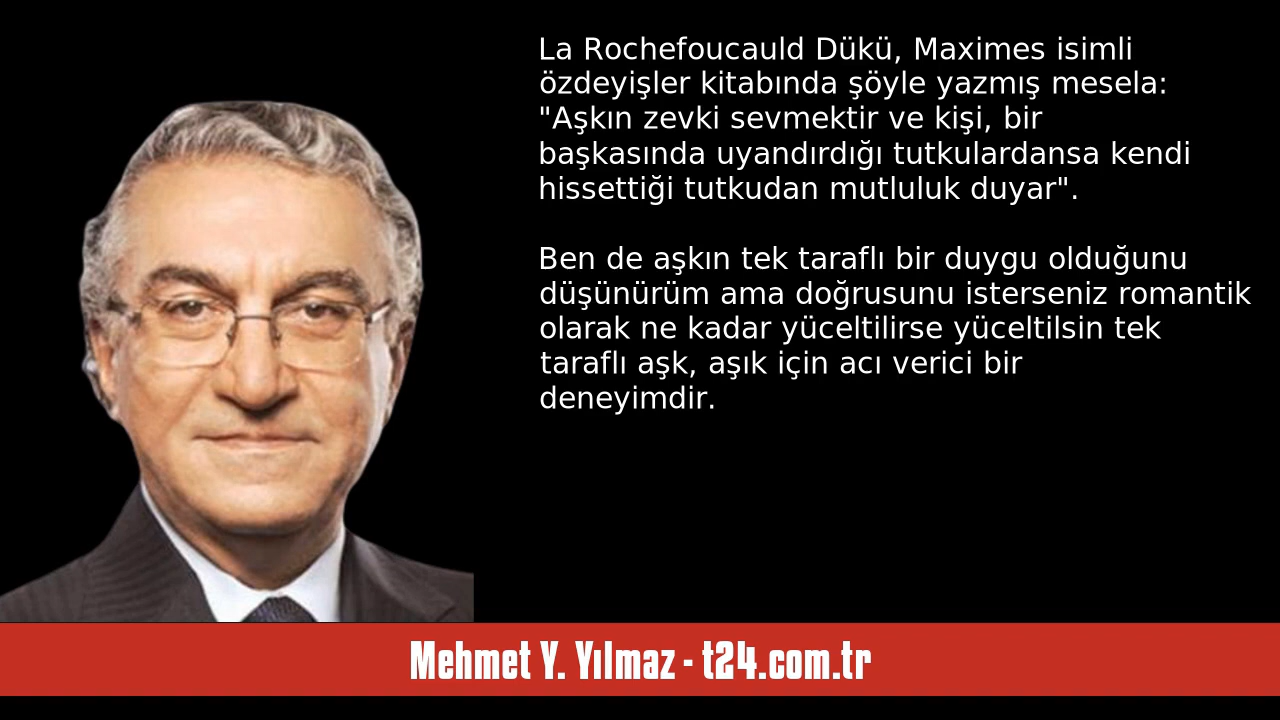 La Rochefoucauld Dükü, Maximes isimli
özdeyişler kitabında şöyle yazmış mesela:
"Aşkın zevki sevmektir ve kişi, bir
başkasında uyandırdığı tutkulardansa kendi
hissettiği tutkudan mutluluk duyar".
Ben de aşkın tek taraflı bir duygu olduğunu
düşünürüm ama doğrusunu isterseniz romantik
olarak ne kadar yüceltilirse yüceltilsin tek
taraflı aşk, aşık için acı verici bir
deneyimdir.
Mehmet Y. Yılmaz - t24.com.tr